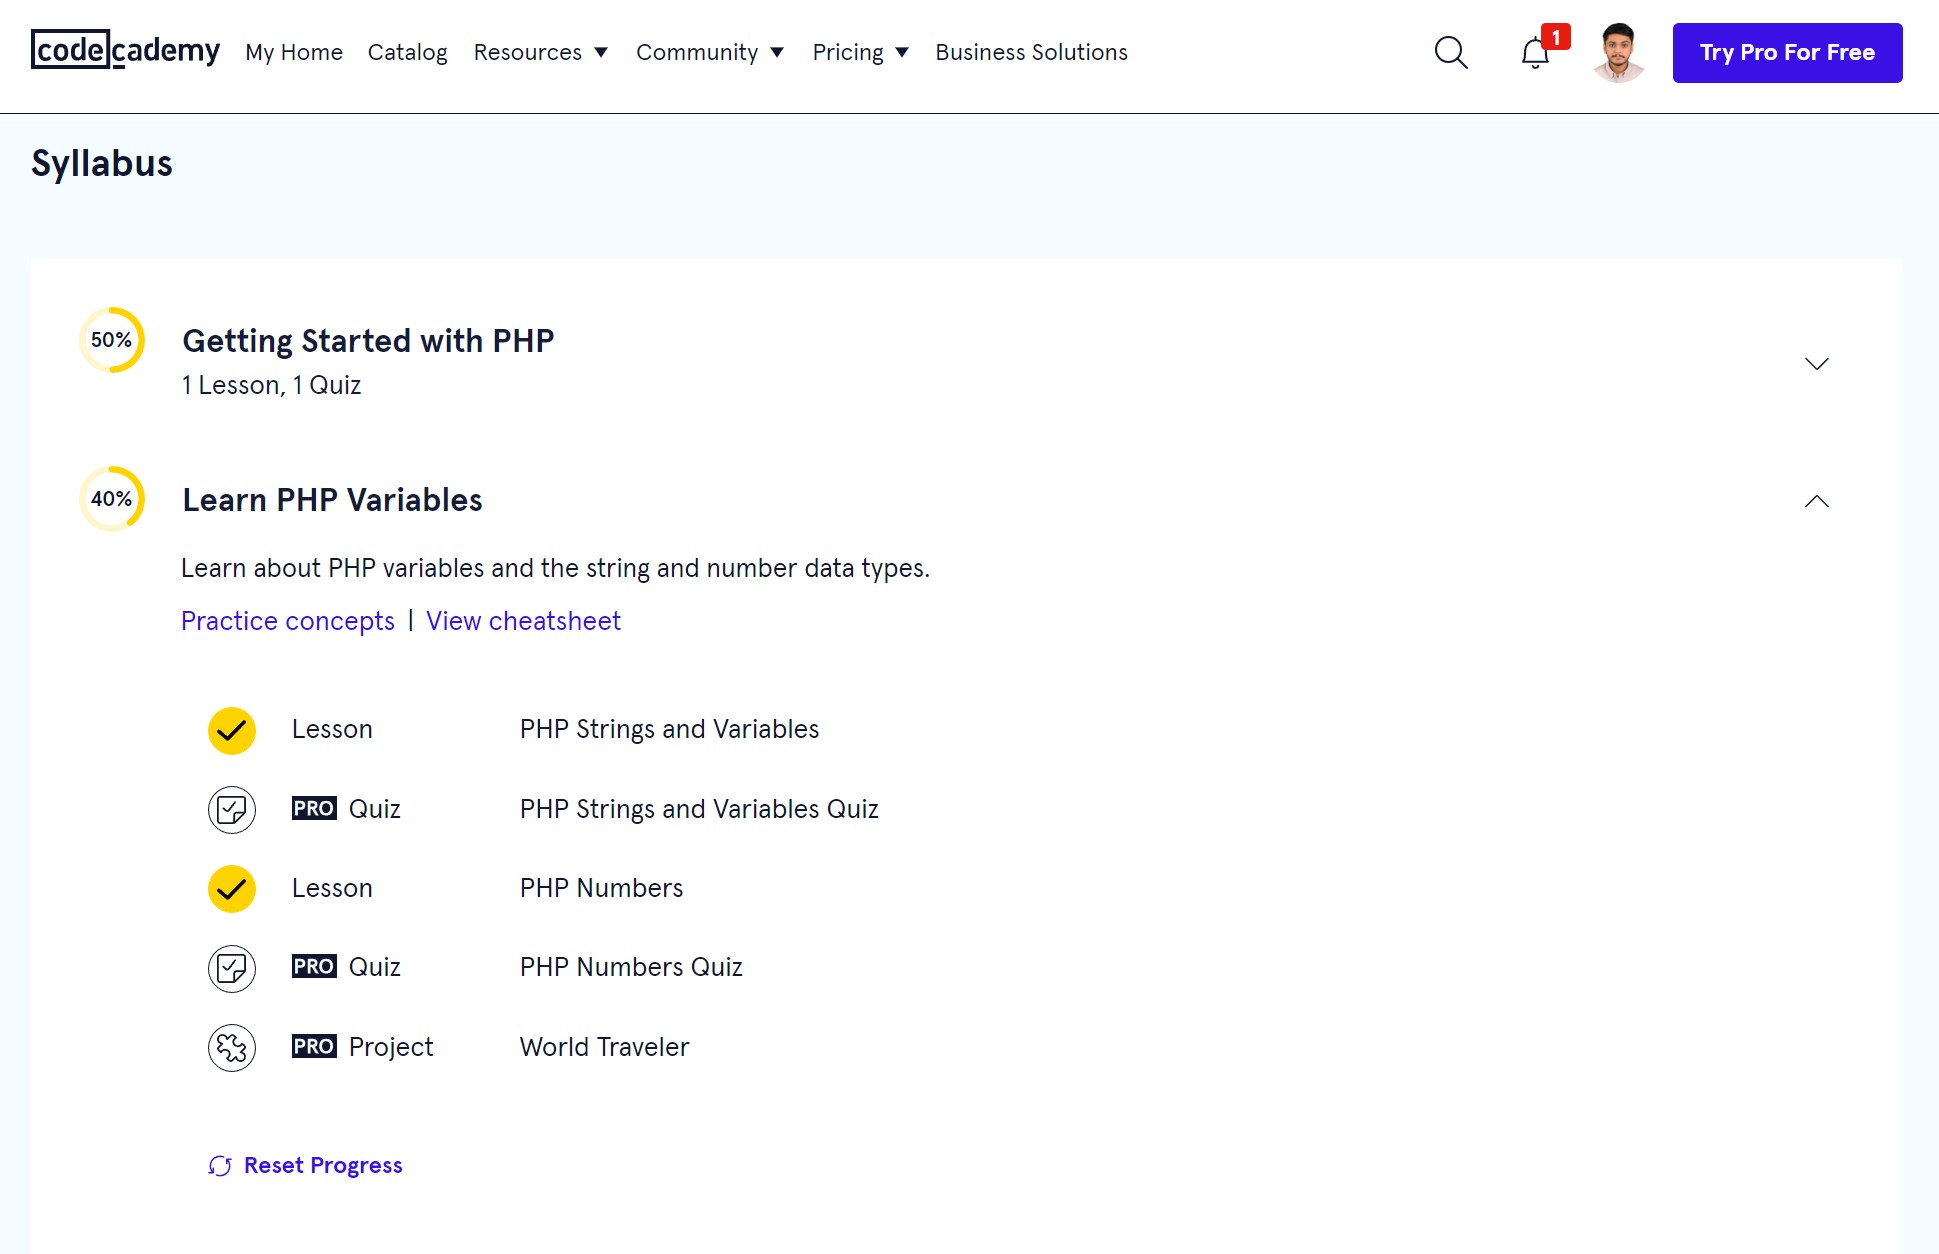 codecademy My Home Catalog Resources Community Pricing Business Solutions 1 Try Pro For Free
Syllabus
50% Getting Started with PHP
1 Lesson, 1 Quiz
40% Learn PHP Variables
Learn about PHP variables and the string and number data types.
Practice concepts | View cheatsheet
Lesson PHP Strings and Variables
PRO Quiz PHP Strings and Variables Quiz
Lesson PHP Numbers
PRO Quiz PHP Numbers Quiz
PRO Project World Traveler
Reset Progress